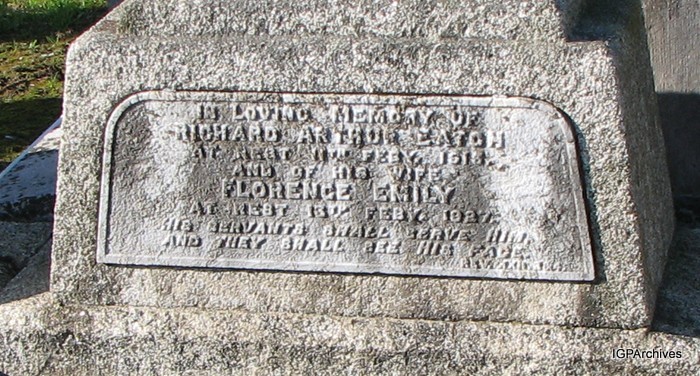 IN LOVING MEMORY OF
RICHARD ARTHUR EATON
AT REST 11TH FEBY. 1915.
AND OF HIS WIFE
FLORENCE EMILY
AT REST 13TH FEBY. 1927.
HIS SERVANTS SHALL SERVE HIM
AND THEY SHALL SEE HIS FACE
IGPArchives